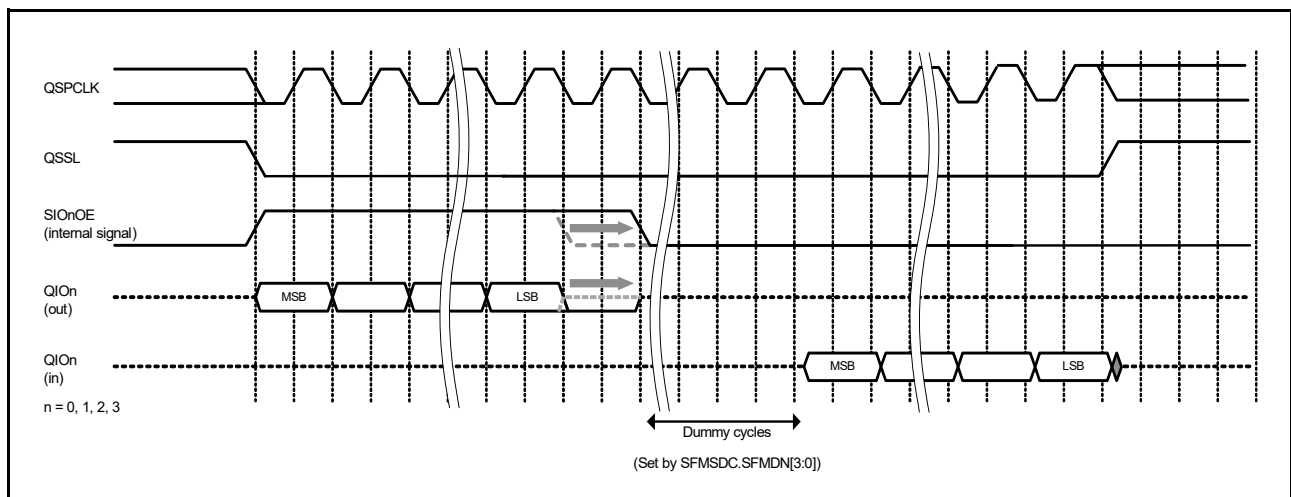 QSPCLK
QSSL
SIOnOE
(internal signal)
QIOn
(out)
MSB
LSB
QIOn
(in)
MSB
LSB
n = 0, 1, 2, 3
Dummy cycles
(Set by SFMSDC.SFMDN[3:0])